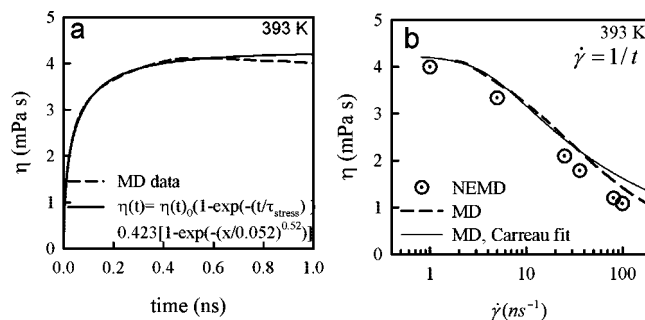 a
393 K
5
4
3
2
1
0
η (mPa s)
MD data
η(t)= η(t)₀(1-exp(-(t/τstress) )
0.423[1-exp(-(x/0.052)^0.52)]
0.0 0.2 0.4 0.6 0.8 1.0
time (ns)
b
393 K
γ̇ = 1/t
5
4
3
2
1
0
η (mPa s)
NEMD
MD
MD, Carreau fit
1 10 100
γ̇ (ns⁻¹)